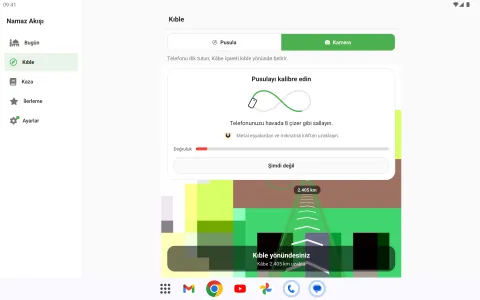 09:41
Namaz Akışı
Bugün
Kıble
Kaza
İlerleme
Ayarlar
Kıble
Pusula
Kamera
Telefonu dik tutun; Kâbe işareti kıble yönünde belirir.
Pusulayı kalibre edin
Telefonunuzu havada 8 çizer gibi sallayın.
Metal eşyalardan ve mıknatıslı kılıftan uzaklaşın.
Doğruluk
Şimdi değil
2.405 km
Kıble yönündesiniz
Kâbe 2.405 km uzakta